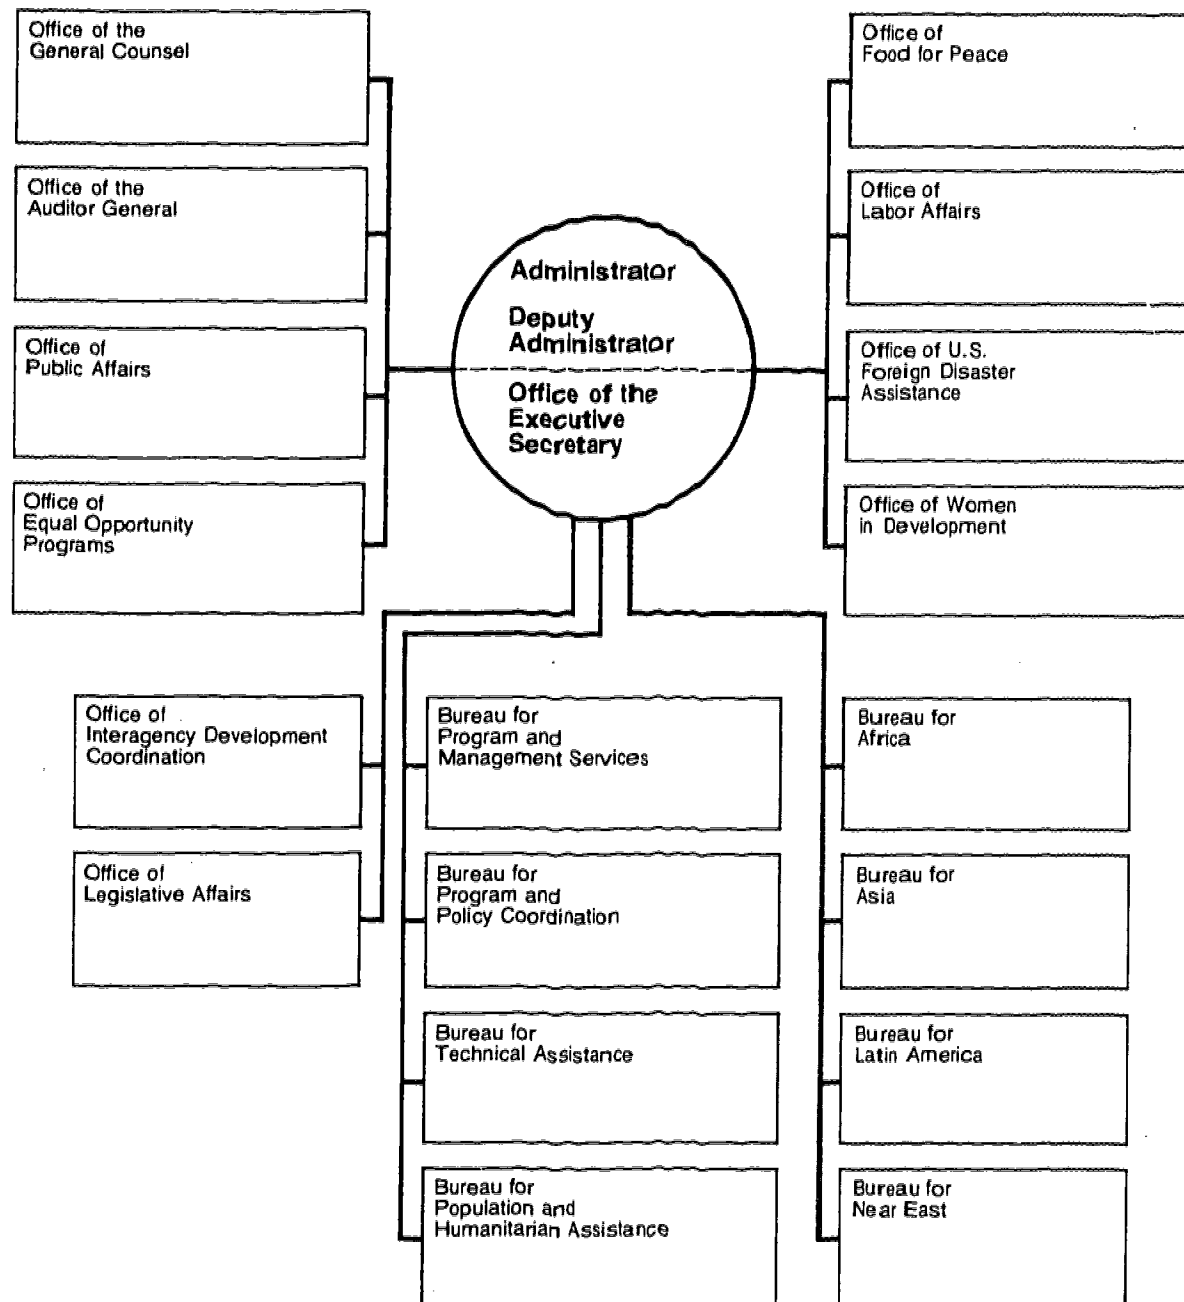 Office of the
General Counsel
Office of the
Auditor General
Office of
Public Affairs
Office of
Equal Opportunity
Programs
Administrator
Deputy
Administrator
Office of the
Executive
Secretary
Office of
Food for Peace
Office of
Labor Affairs
Office of U.S.
Foreign Disaster
Assistance
Office of Women
in Development
Office of
Interagency Development
Coordination
Office of
Legislative Affairs
Bureau for
Program and
Management Services
Bureau for
Program and
Policy Coordination
Bureau for
Technical Assistance
Bureau for
Population and
Humanitarian Assistance
Bureau for
Africa
Bureau for
Asia
Bureau for
Latin America
Bureau for
Near East